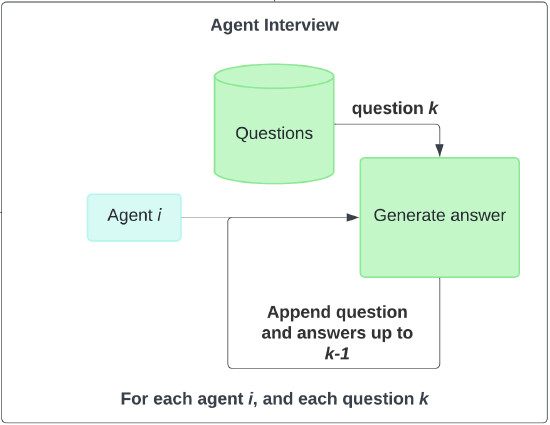 Agent Interview
question k
Questions
Agent i
Generate answer
Append question
and answers up to
k-1
For each agent i, and each question k